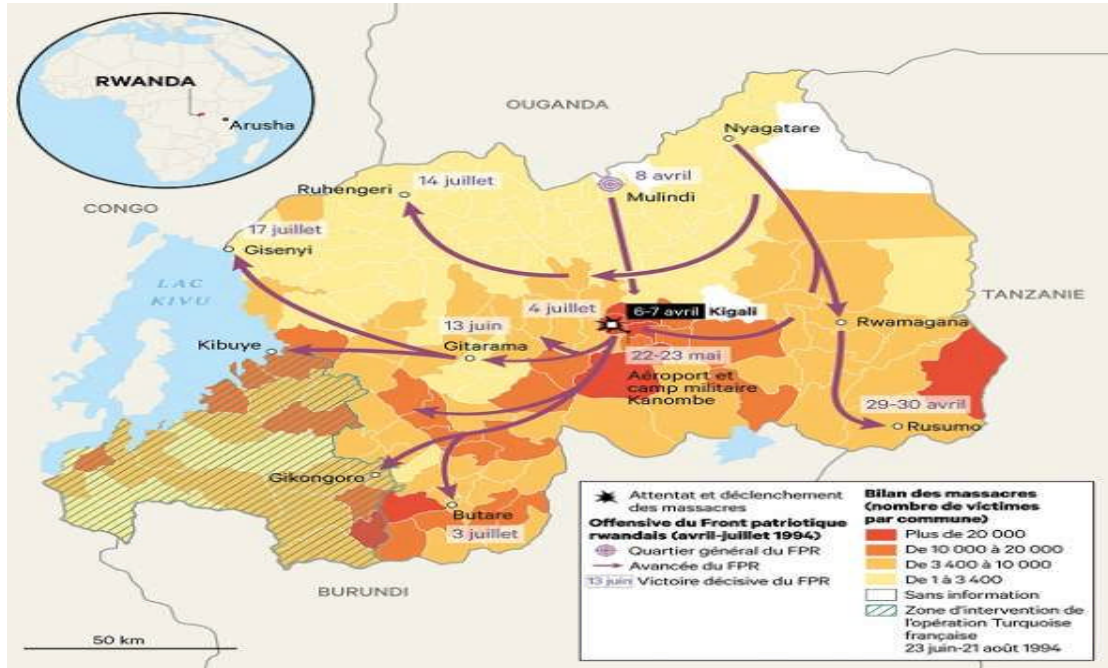 RWANDA
Arusha
OUGANDA
Nyagatare
14 juillet
8 avril
Ruhengeri
Mulindi
CONGO
17 juillet
Gisenyi
LAC
KIVU
TANZANIE
4 juillet
6-7 avril Kigali
13 juin
Rwamagana
Gitarama
Kibuye
22-23 mai
Aéroport et
camp militaire
Kanombe
29-30 avril
Rusumo
Gikongoro
Butare
3 juillet
BURUNDI
50 km
Attentat et déclenchement
des massacres
Offensive du Front patriotique
rwandais (avril-juillet 1994)
Quartier général du FPR
Avancée du FPR
13 juin Victoire décisive du FPR
Bilan des massacres
(nombre de victimes
par commune)
Plus de 20 000
De 10 000 à 20 000
De 3 400 à 10 000
De 1 à 3 400
Sans information
Zone d'intervention de
l'opération Turquoise
française
23 juin-21 août 1994